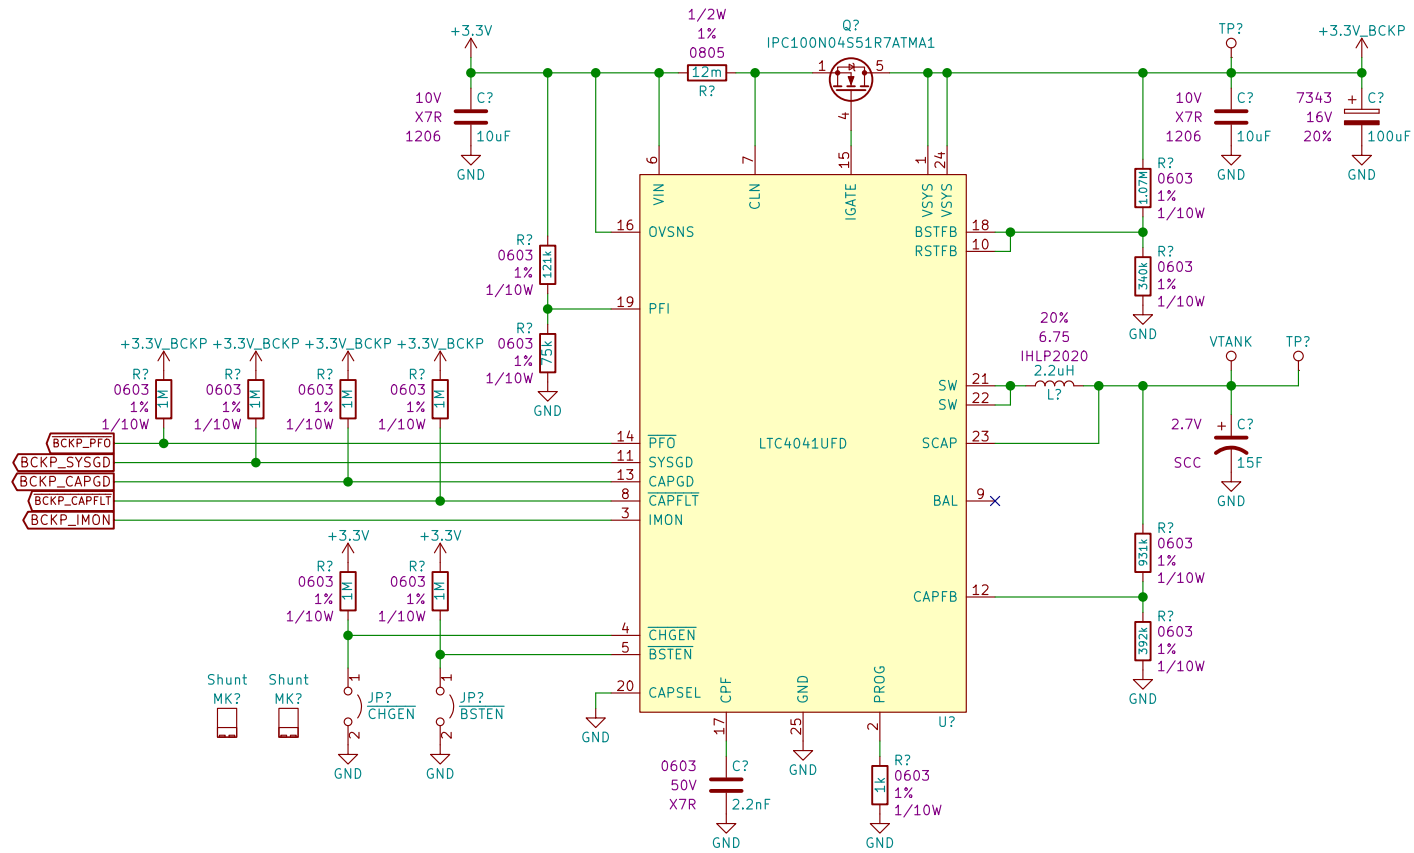 +3.3V
10V
X7R
1206
C?
10uF
GND
1/2W
1%
0805
12m
R?
Q?
IPC100N04S51R7ATMA1
1
5
4
TP?
+3.3V_BCKP
10V
X7R
1206
C?
10uF
GND
7343
16V
20%
C?
100uF
GND
6
7
15
1
24
VIN
CLN
IGATE
VSYS
VSYS
R?
0603
1%
1/10W
1.07M
16
OVSNS
BSTFB
18
RSTFB
10
R?
0603
1%
1/10W
121k
R?
0603
1%
1/10W
340k
GND
19
PFI
R?
0603
1%
1/10W
75k
GND
20%
6.75
IHLP2020
2.2uH
L?
VTANK
TP?
+3.3V_BCKP
+3.3V_BCKP
+3.3V_BCKP
+3.3V_BCKP
R?
0603
1%
1/10W
1M
R?
0603
1%
1/10W
1M
R?
0603
1%
1/10W
1M
R?
0603
1%
1/10W
1M
SW
21
SW
22
SCAP
23
2.7V
SCC
C?
15F
GND
BCKP_PFO
14
PFO
LTC4041UFD
BCKP_SYSGD
11
SYSGD
BCKP_CAPGD
13
CAPGD
BCKP_CAPFLT
8
CAPFLT
BAL
9
BCKP_IMON
3
IMON
+3.3V
+3.3V
R?
0603
1%
1/10W
1M
R?
0603
1%
1/10W
1M
R?
0603
1%
1/10W
931k
CAPFB
12
R?
0603
1%
1/10W
392k
GND
4
CHGEN
5
BSTEN
20
CAPSEL
GND
Shunt
MK?
Shunt
MK?
1
JP?
CHGEN
2
GND
1
JP?
BSTEN
2
GND
CPF
GND
PROG
U?
17
25
2
0603
50V
X7R
C?
2.2nF
GND
GND
R?
0603
1%
1/10W
1k
GND